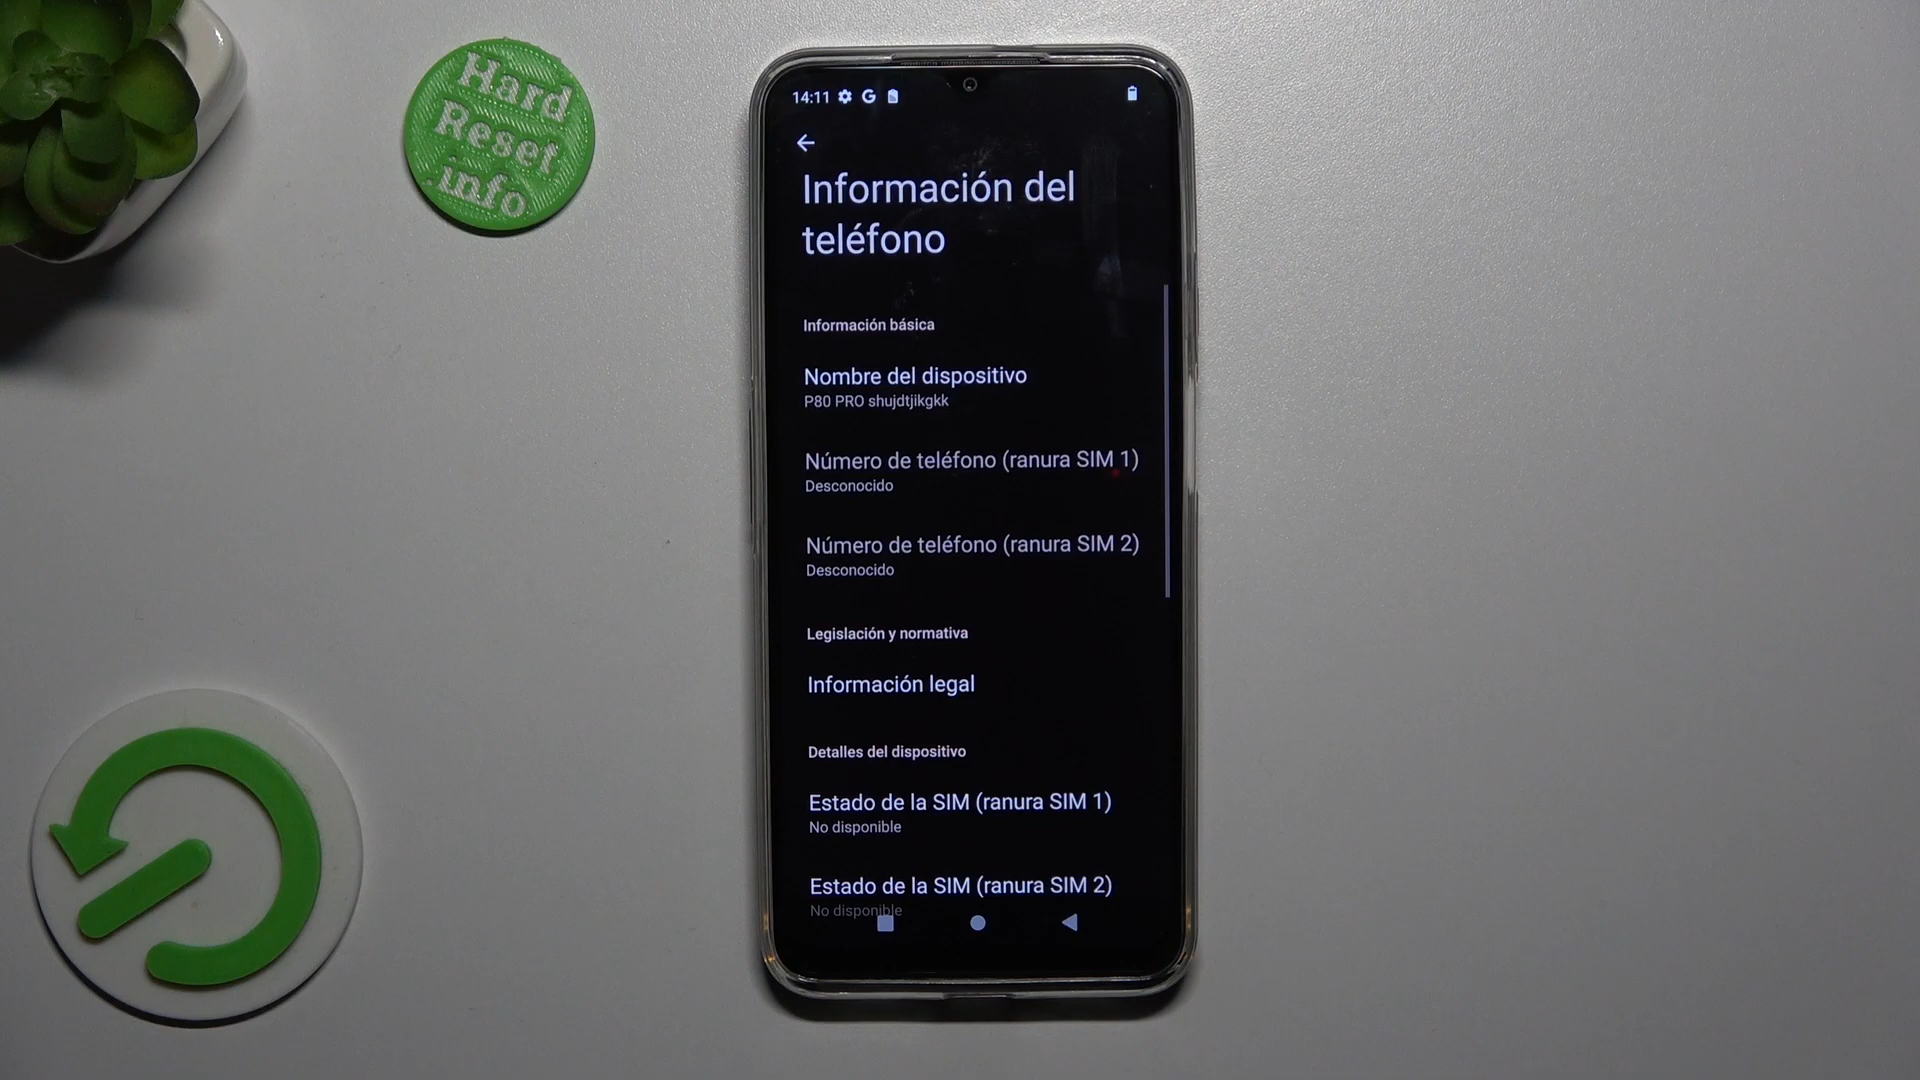 Hard
Reset
info
14:11
Información del
teléfono
Información básica
Nombre del dispositivo
P80 PRO shujdtjikgkk
Número de teléfono (ranura SIM 1)
Desconocido
Número de teléfono (ranura SIM 2)
Desconocido
Legislación y normativa
Información legal
Detalles del dispositivo
Estado de la SIM (ranura SIM 1)
No disponible
Estado de la SIM (ranura SIM 2)
No disponible